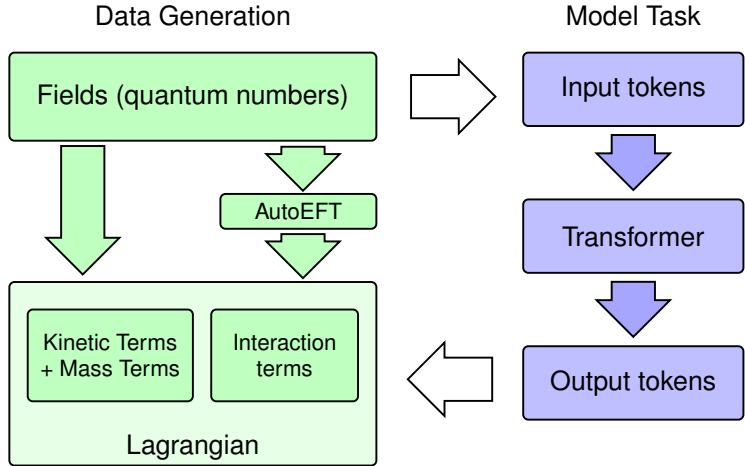 Data Generation
Model Task
Fields (quantum numbers)
Input tokens
AutoEFT
Transformer
Kinetic Terms
+ Mass Terms
Interaction
terms
Output tokens
Lagrangian